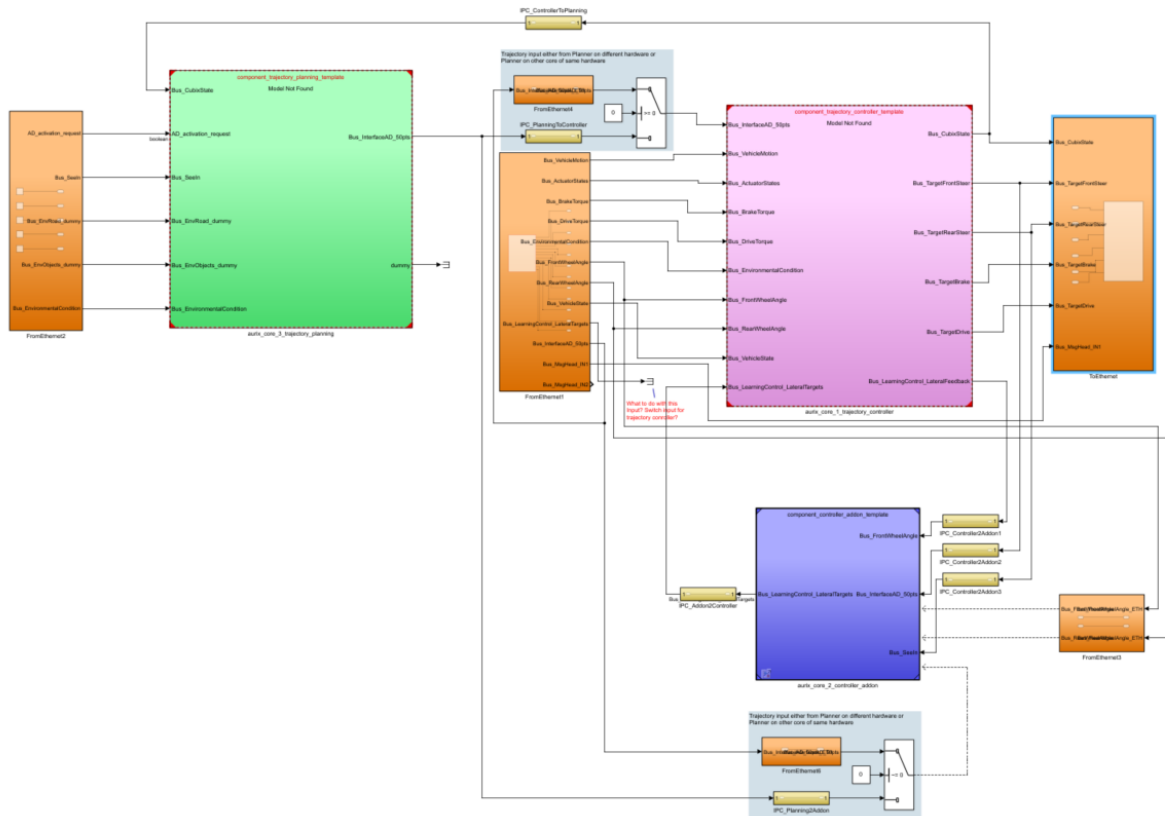 IPC_ControllerToPlanning
Trajectory input either from Planner on different hardware or
Planner on other core of same hardware
component_trajectory_planning_template
Model Not Found
Bus_CubixState
AD_activation_request
boolean
Bus_SasIn
Bus_EnvRoad_dummy
Bus_EnvObjects_dummy
Bus_EnvironmentalCondition
Bus_InterfaceAD_50pts
dummy
aurix_core_3_trajectory_planning
AD_activation_request
Bus_SasIn
Bus_EnvRoad_dummy
Bus_EnvObjects_dummy
Bus_EnvironmentalCondition
FromEthernet2
FromEthernet4
0
>= 0
IPC_PlanningToController
Bus_VehicleMotion
Bus_ActuatorStates
Bus_BrakeTorque
Bus_DriveTorque
Bus_EnvironmentalCondition
Bus_FrontWheelAngle
Bus_RearWheelAngle
Bus_VehicleState
Bus_LearningControl_LateralTargets
Bus_InterfaceAD_50pts
Bus_MsgHead_IN1
Bus_MsgHead_IN2
FromEthernet1
What to do with this
input? Switch input for
trajectory controller?
component_trajectory_controller_template
Model Not Found
Bus_InterfaceAD_50pts
Bus_VehicleMotion
Bus_ActuatorStates
Bus_BrakeTorque
Bus_DriveTorque
Bus_EnvironmentalCondition
Bus_FrontWheelAngle
Bus_RearWheelAngle
Bus_VehicleState
Bus_LearningControl_LateralTargets
Bus_CubixState
Bus_TargetFrontSteer
Bus_TargetRearSteer
Bus_TargetBrake
Bus_TargetDrive
Bus_LearningControl_LateralFeedback
aurix_core_1_trajectory_controller
Bus_CubixState
Bus_TargetFrontSteer
Bus_TargetRearSteer
Bus_TargetBrake
Bus_TargetDrive
Bus_MsgHead_IN1
ToEthernet
component_controller_addon_template
Bus_FrontWheelAngle
Bus_LearningControl_LateralTargets
Bus_InterfaceAD_50pts
Bus_SasIn
aurix_core_2_controller_addon
IPC_Controller2Addon1
IPC_Controller2Addon2
IPC_Controller2Addon3
IPC_Addon2Controller
FromEthernet3
Trajectory input either from Planner on different hardware or
Planner on other core of same hardware
FromEthernet6
0
>= 0
IPC_Planning2Addon